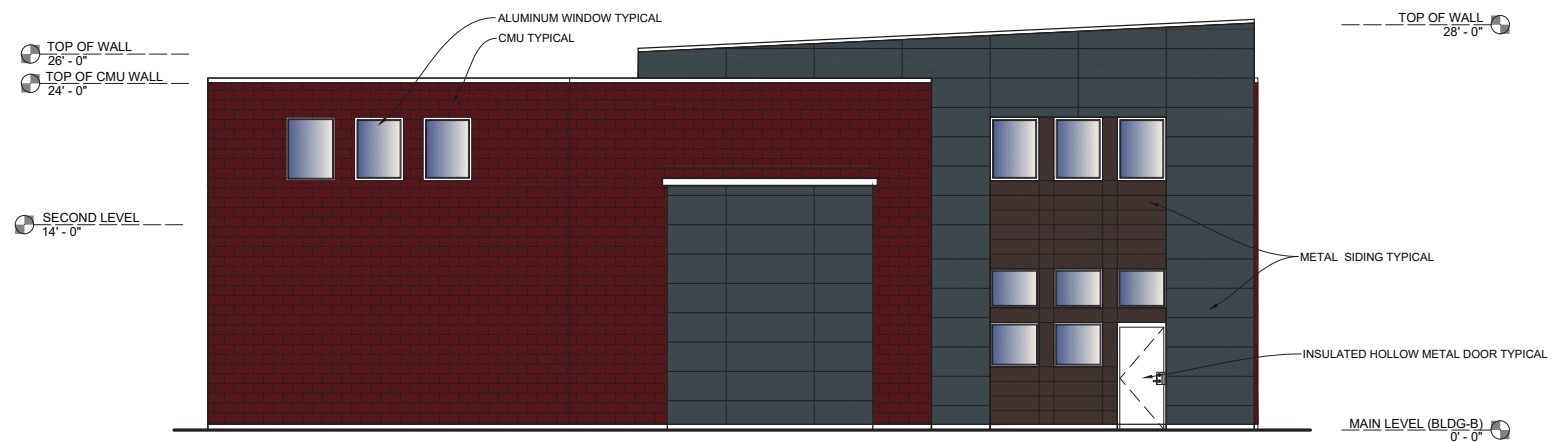 ALUMINUM WINDOW TYPICAL
CMU TYPICAL
TOP OF WALL
28' - 0"
TOP OF WALL
26' - 0"
TOP OF CMU WALL
24' - 0"
SECOND LEVEL
14' - 0"
METAL SIDING TYPICAL
INSULATED HOLLOW METAL DOOR TYPICAL
MAIN LEVEL (BLDG-B)
0' - 0"